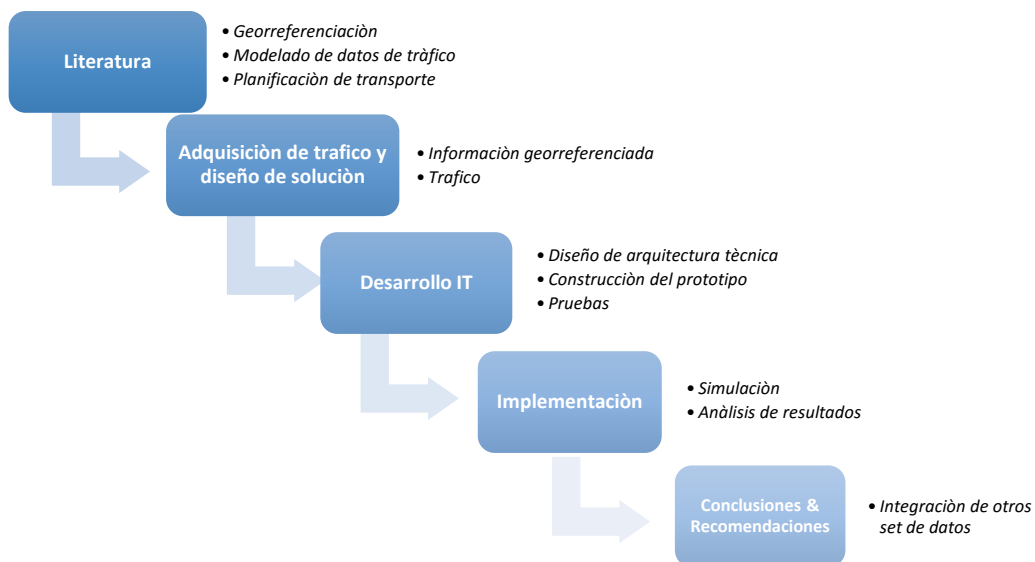 Literatura
• Georreferenciaciòn
• Modelado de datos de tràfico
• Planificaciòn de transporte
Adquisiciòn de trafico y
diseño de soluciòn
• Informaciòn georreferenciada
• Trafico
Desarrollo IT
• Diseño de arquitectura tècnica
• Construcciòn del prototipo
• Pruebas
Implementaciòn
• Simulaciòn
• Anàlisis de resultados
Conclusiones &
Recomendaciones
• Integraciòn de otros
set de datos